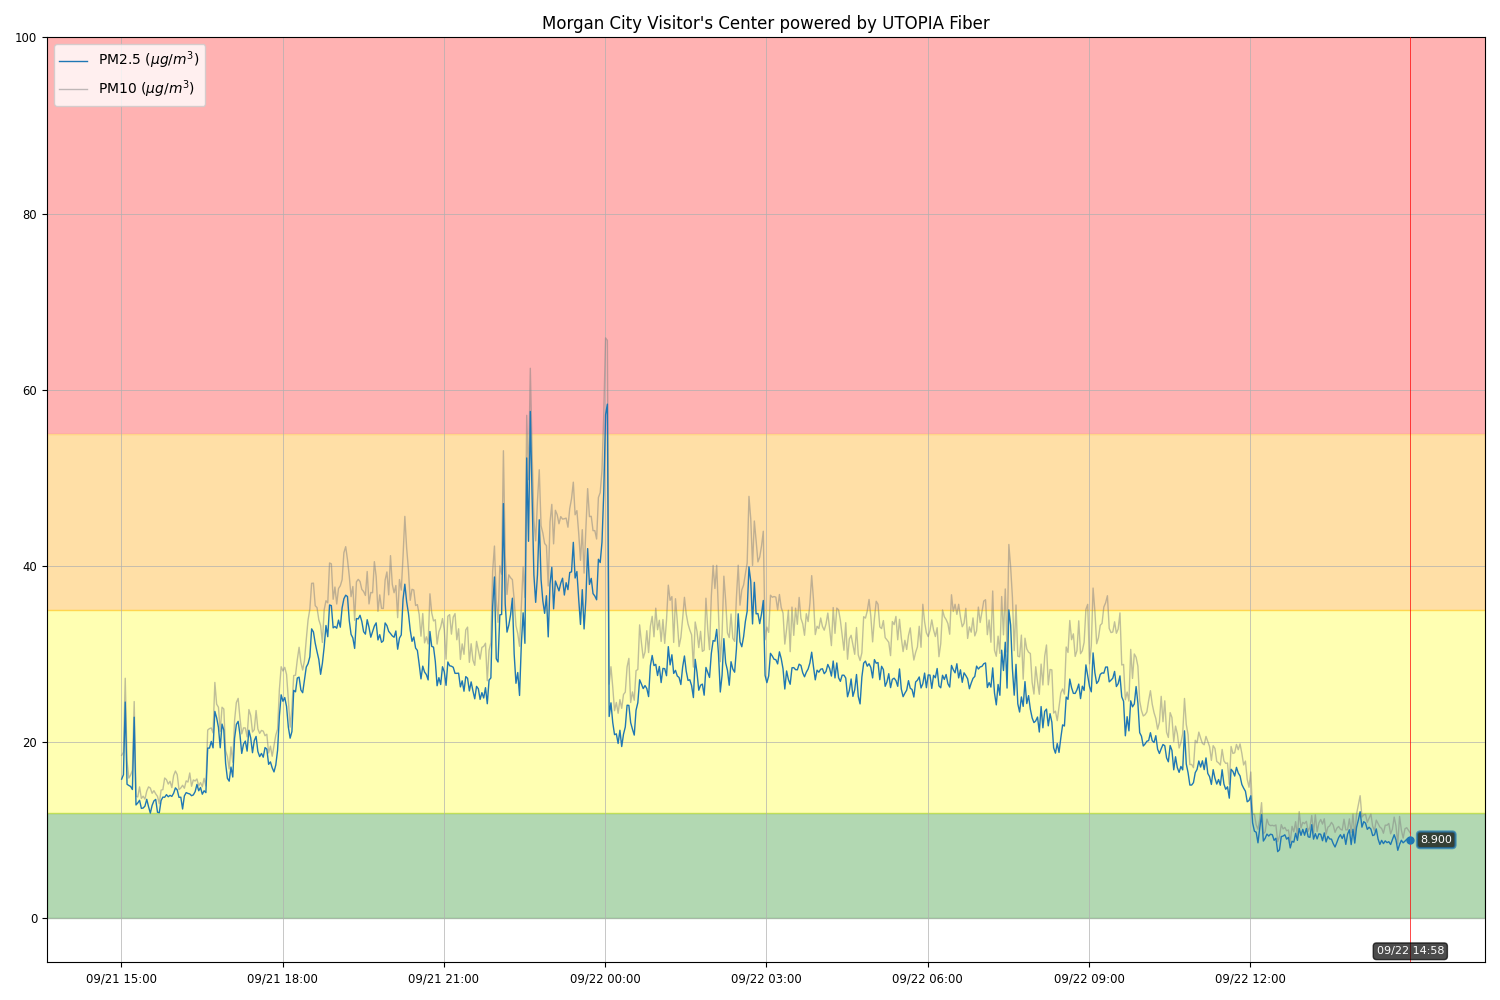 Morgan City Visitor's Center powered by UTOPIA Fiber
100
PM2.5 (μg/m³)
PM10 (μg/m³)
80
60
40
20
8.900
0
09/22 14:58
09/21 15:00 09/21 18:00 09/21 21:00 09/22 00:00 09/22 03:00 09/22 06:00 09/22 09:00 09/22 12:00